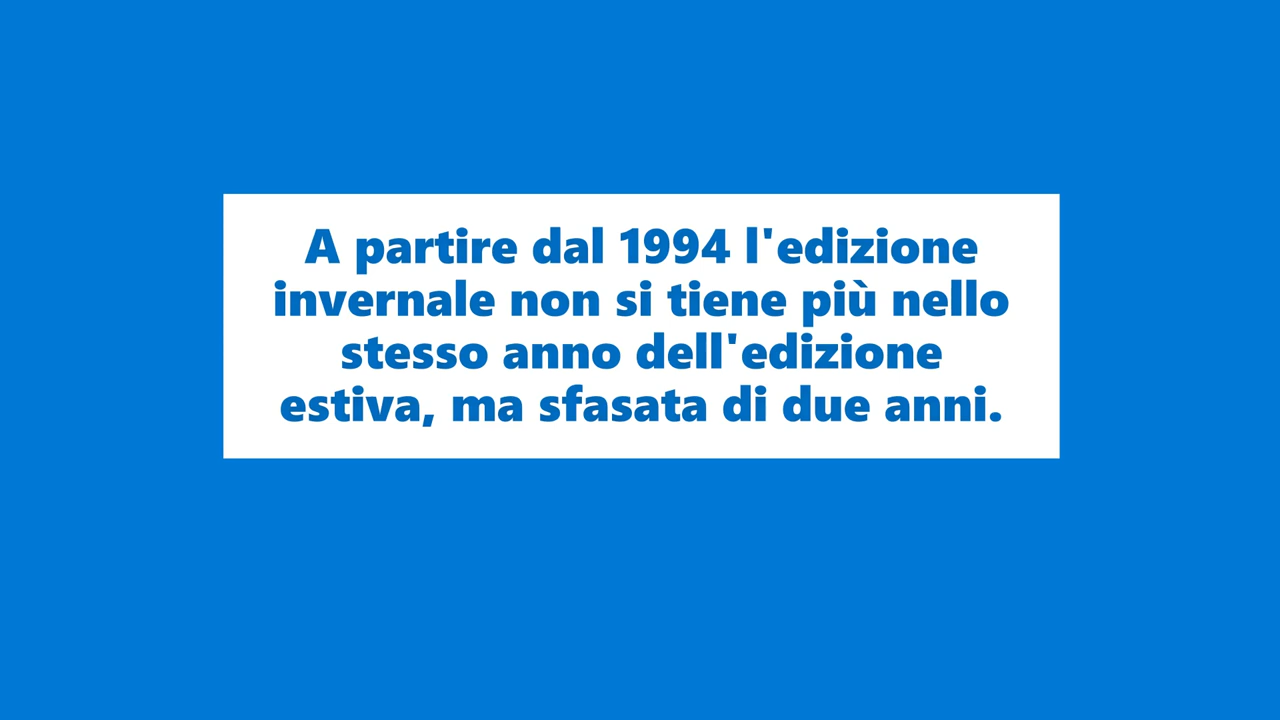 A partire dal 1994 l'edizione
invernale non si tiene più nello
stesso anno dell'edizione
estiva, ma sfasata di due anni.